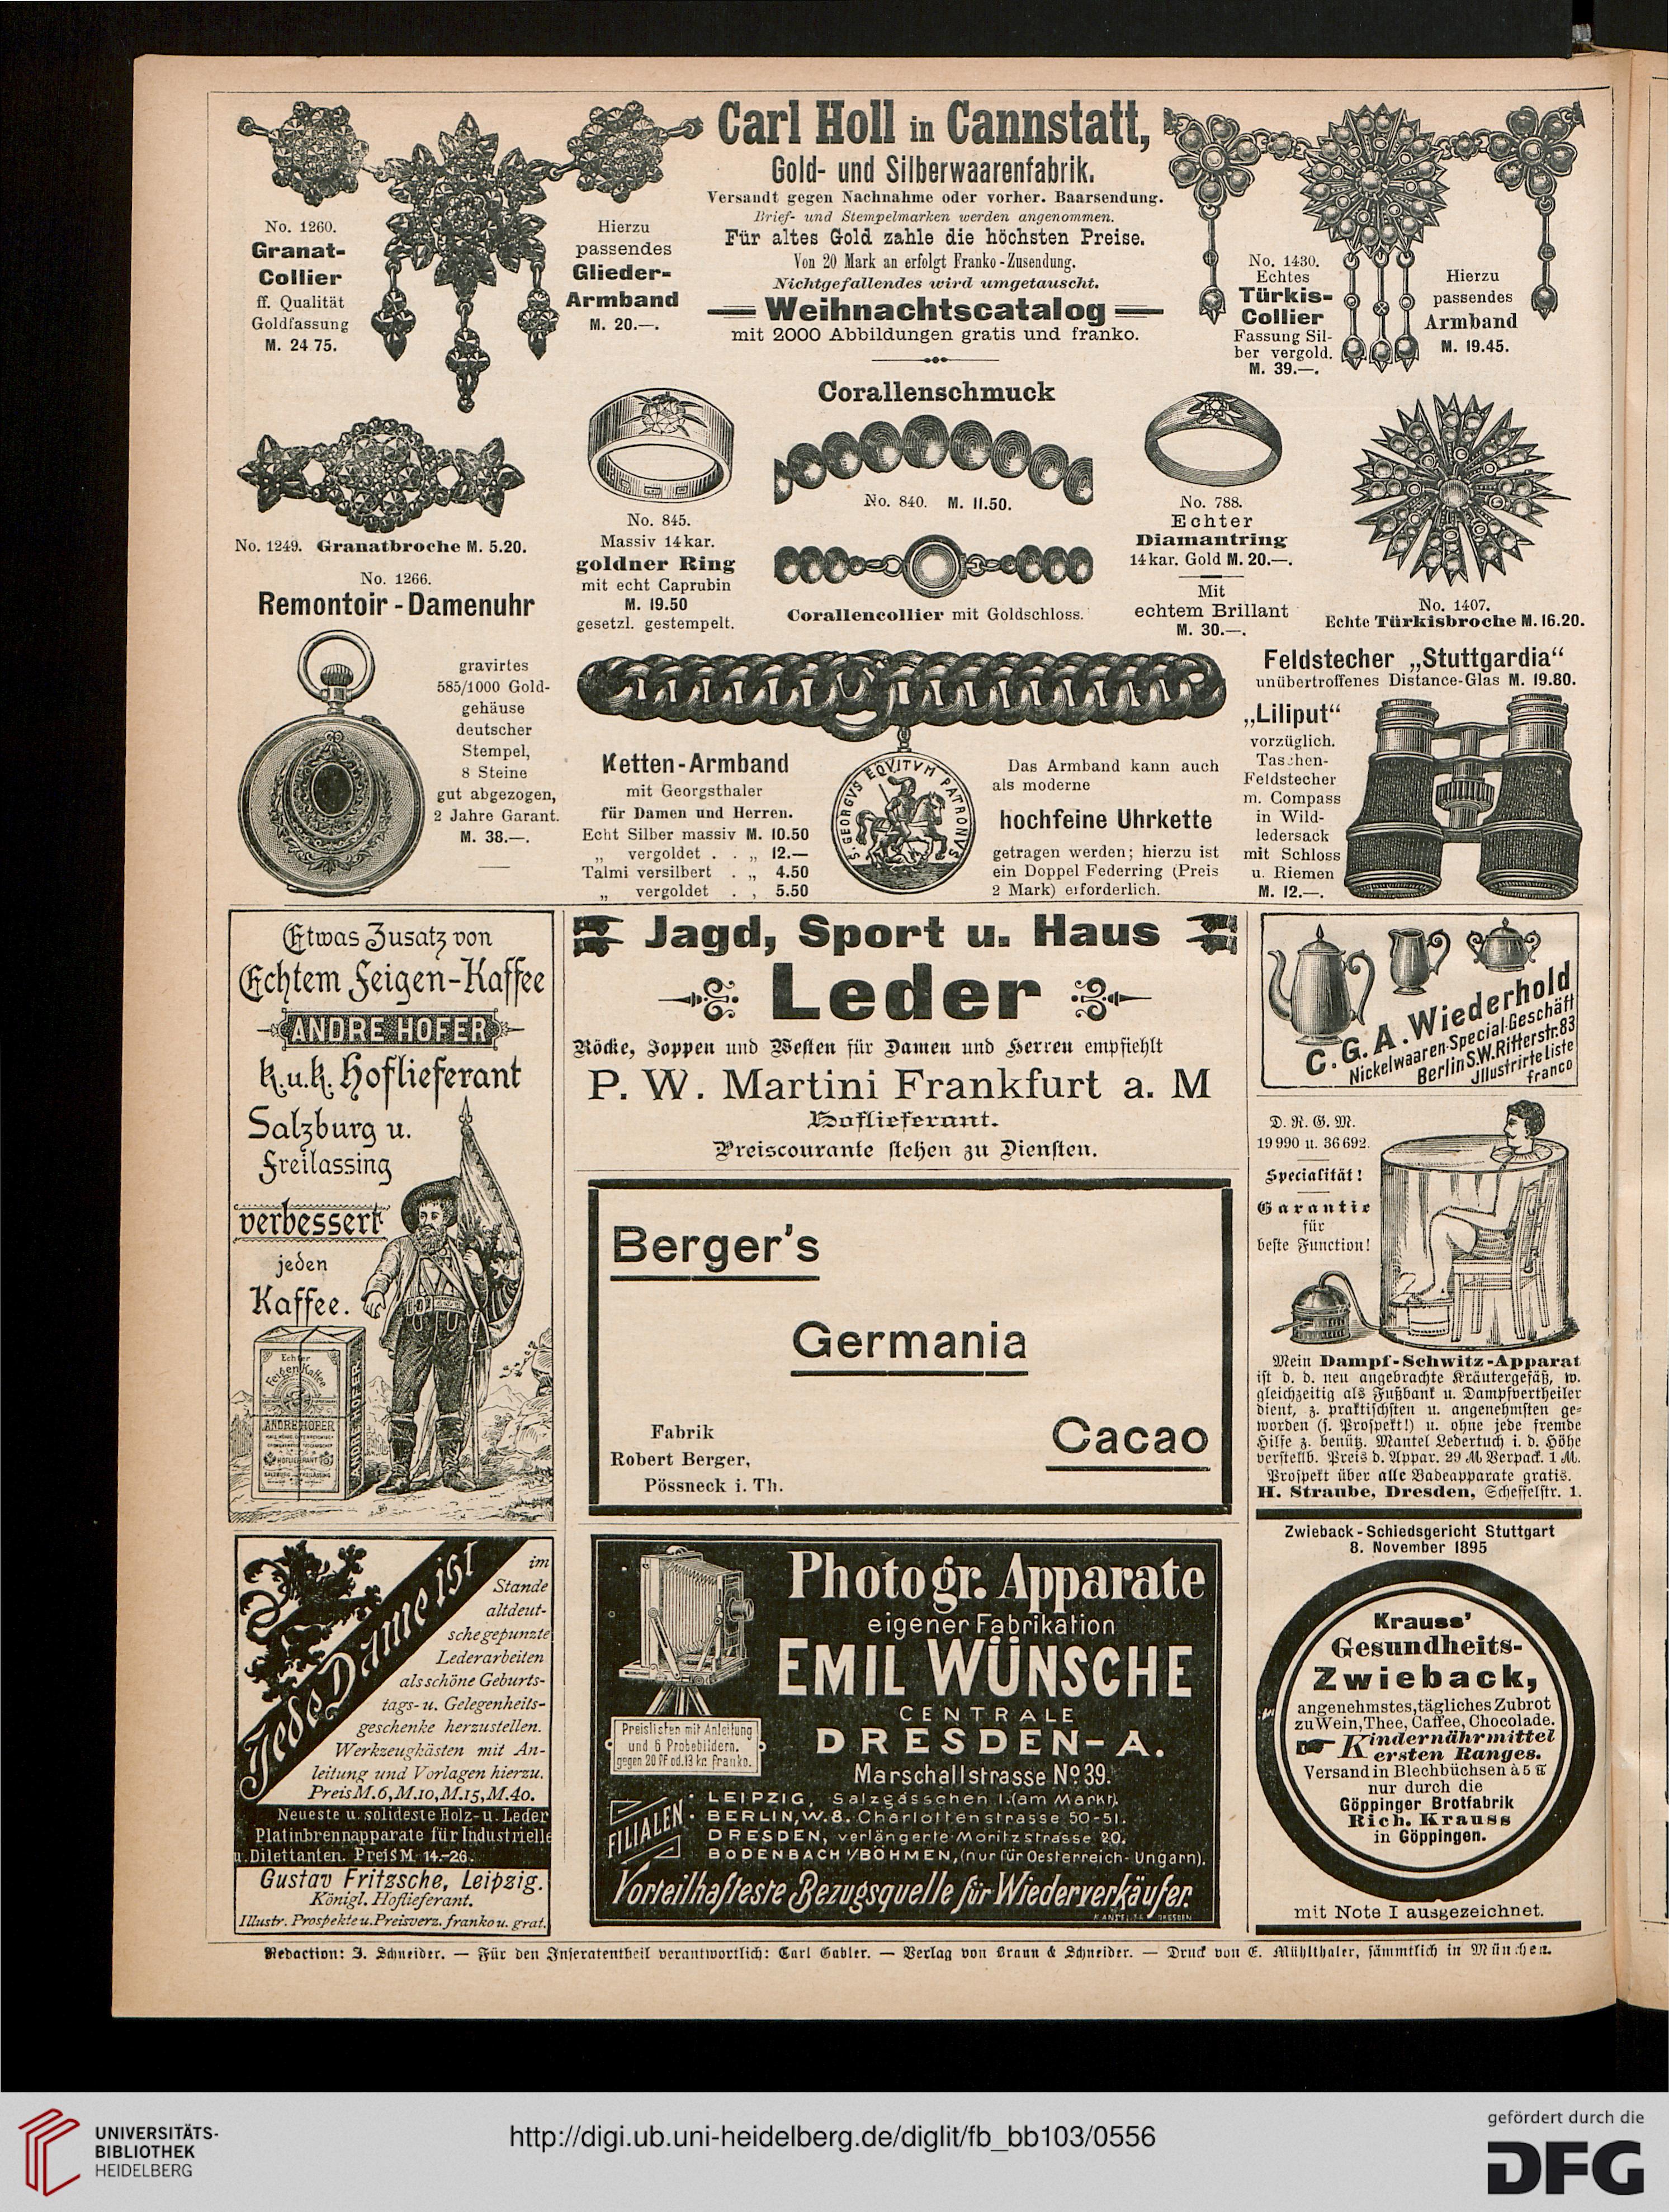 Carl Holl in Cannstatt,
Gold- und Silberwaarenfabrik.
Versandt gegen Nachnahme oder vorher. Baarsendung.
Brief- und Stempelmarken werden angenommen.
Für altes Gold zahle die höchsten Preise.
Von 20 Mark an erfolgt Franko-Zusendung.
Nichtgefallendes wird umgetauscht.
Weihnachtscatalog
mit 2000 Abbildungen gratis und franko.
No. 1260.
Granat-
Collier
ff. Qualität
Goldfassung
M. 24 75.
Hierzu
passendes
Glieder-
Armband
M. 20.—.
No. 1430.
Echtes
Türkis-
Collier
Fassung Sil-
ber vergold.
M. 39.—.
Hierzu
passendes
Armband
M. 19.45.
No. 1249. Granatbroche M. 5.20.
No. 845.
Massiv 14kar.
goldner Ring
mit echt Caprubin
M. 19.50
gesetzl. gestempelt.
Corallenschmuck
No. 840. M. 11.50.
Corallencollier mit Goldschloss.
No. 788.
Echter
Diamantring
14kar. Gold M. 20.—.
Mit
echtem Brillant
M. 30.—.
No. 1407.
Echte Türkisbroche M. 16.20.
No. 1266.
Remontoir-Damenuhr
gravirtes
585/1000 Gold-
gehäuse
deutscher
Stempel,
8 Steine
gut abgezogen,
2 Jahre Garant.
M. 38.—.
Ketten-Armband
mit Georgsthaler
für Damen und Herren.
Echt Silber massiv M. 10.50
„ vergoldet . . „ 12.—
Talmi versilbert . „ 4.50
„ vergoldet . , 5.50
S. GEORGVS EQVITVM PATRONVS
Das Armband kann auch
als moderne
hochfeine Uhrkette
getragen werden; hierzu ist
ein Doppel Federring (Preis
2 Mark) erforderlich.
Feldstecher „Stuttgardia“
unübertroffenes Distance-Glas M. 19.80.
„Liliput“
vorzüglich.
Taschen-
Feldstecher
m. Compass
in Wild-
ledersack
mit Schloss
u. Riemen
M. 12.—.
Etwas Zusatz von
Echtem Feigen-Kaffee
ANDRE HOFER
k.u.k. Hoflieferant
Salzburg u.
Freilassing
verbessert
jeden
Kaffee.
Echter
Feigen Kaffee
ANDRE HOFER
HOFLIEFERANT
SALZBURG FREILASSING
ANDRE HOFER
Jagd, Sport u. Haus
Leder
Röcke, Joppen und Westen für Damen und Herren empfiehlt
P. W. Martini Frankfurt a. M
Hoflieferant.
Preiscourante stehen zu Diensten.
Berger's
Germania
Cacao
Fabrik
Robert Berger,
Pössneck i. Th.
C. G. A. Wiederhold
Nickelwaaren-Special-Geschäft
Berlin S.W. Ritterstr. 83
Jllustrirte Liste
franco
D. R. G. M.
19990 u. 36692.
Specialität!
Garantie
für
beste Function!
Mein Dampf-Schwitz-Apparat
ist d. d. neu angebrachte Kräutergefäß, w.
gleichzeitig als Fußbank u. Dampfvertheiler
dient, z. praktischsten u. angenehmsten ge-
worden (s. Prospekt!) u. ohne jede fremde
Hilfe z. benütz. Mantel Ledertuch i. d. Höhe
verstellb. Preis d. Appar. 29 M Verpack. 1 M.
Prospekt über alle Badeapparate gratis.
H. Straube, Dresden, Scheffelstr. 1.
Jede Dame ist
im
Stande
altdeut-
sche gepunzte
Lederarbeiten
als schöne Geburts-
tags- u. Gelegenheits-
geschenke herzustellen.
Werkzeugkästen mit An-
leitung und Vorlagen hierzu.
Preis M. 6, M. 10, M. 15, M. 40.
Neueste u. solideste Holz- u. Leder
Platinbrennapparate für Industrielle
u. Dilettanten. Preis M. 14.-26.
Gustav Fritzsche, Leipzig.
Königl. Hoflieferant.
Illustr. Prospekte u. Preisverz. franko u. grat.
Photogr. Apparate
eigener Fabrikation
EMIL WÜNSCHE
CENTRALE
DRESDEN-A.
Marschallstrasse No 39.
Preislisten mit Anleitung
und 6 Probebildern.
gegen 20 Pf od. 13 kr. franko.
FILIALEN
LEIPZIG, Salzgässchen 1. (am Markt).
BERLIN, W. 8. Charlottenstrasse 50-51.
DRESDEN, verlängerte Moritzstrasse 20.
BODENBACH i/BÖHMEN, (nur für Oesterreich-Ungarn).
Vorteilhafteste Bezugsquelle für Wiederverkäufer.
Zwieback-Schiedsgericht Stuttgart
8. November 1895
Krauss'
Gesundheits-
Zwieback,
angenehmstes, tägliches Zubrot
zu Wein, Thee, Caffee, Chocolade.
Kindernährmittel
ersten Ranges.
Versand in Blechbüchsen à 5 ℔
nur durch die
Göppinger Brotfabrik
Rich. Krauss
in Göppingen.
mit Note I ausgezeichnet.
Redaction: J. Schneider. — Für den Inseratentheil verantwortlich: Carl Gabler. — Verlag von Braun & Schneider. — Druck von E. Mühlthaler, sämmtlich in München.
UNIVERSITÄTS-
BIBLIOTHEK
HEIDELBERG
http://digi.ub.uni-heidelberg.de/diglit/fb_bb103/0556
gefördert durch die
DFG